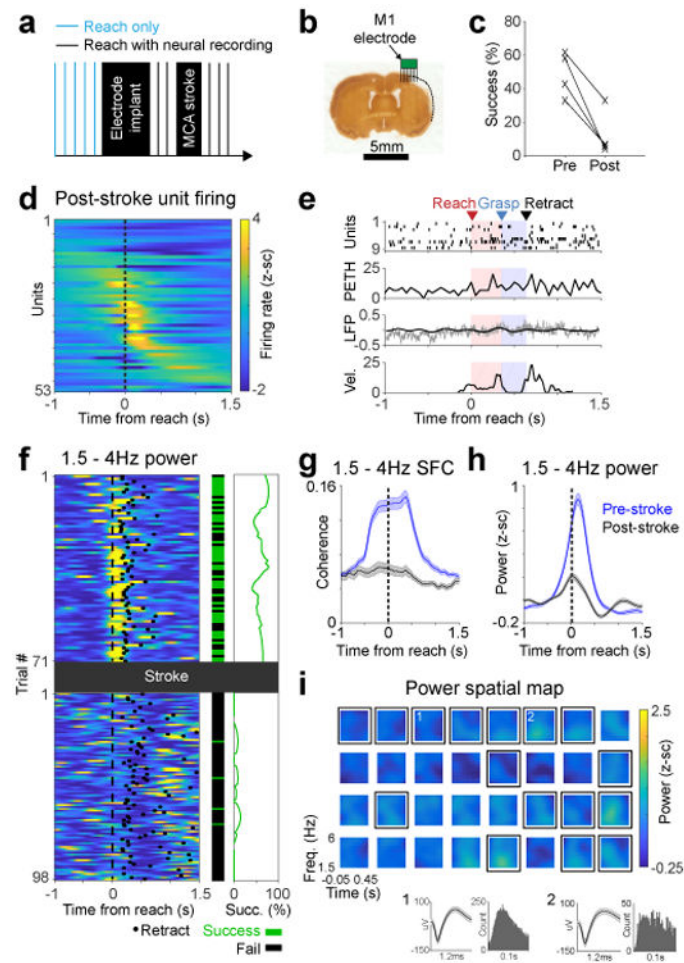 a
Reach only
Reach with neural recording
Electrode implant
MCA stroke
b
M1
electrode
5mm
c
Success (%)
80
60
40
20
0
Pre Post
d
Post-stroke unit firing
Units
1
53
-1 0 1.5
Time from reach (s)
4
-2
Firing rate (z-sc)
e
Reach Grasp Retract
Units
1
9
PETH
25
0
LFP
0.5
-0.5
Vel.
25
0
-1 0 1.5
Time from reach (s)
f
1.5 - 4Hz power
Trial #
1
71
Stroke
1
98
-1 0 1.5
Time from reach (s)
0 100
Succ. (%)
•Retract
Success
Fail
g
1.5 - 4Hz SFC
Coherence
0.16
0
-1 0 1.5
Time from reach (s)
h
1.5 - 4Hz power
Pre-stroke
Post-stroke
Power (z-sc)
1
-0.2
-1 0 1.5
Time from reach (s)
i
Power spatial map
1
2
Freq. (Hz)
6
1.5
-0.05 0.45
Time (s)
2.5
-0.25
Power (z-sc)
1
100
uV
-150
1.2ms
250
Count
0
0.1s
2
100
uV
-150
1.2ms
50
Count
0
0.1s